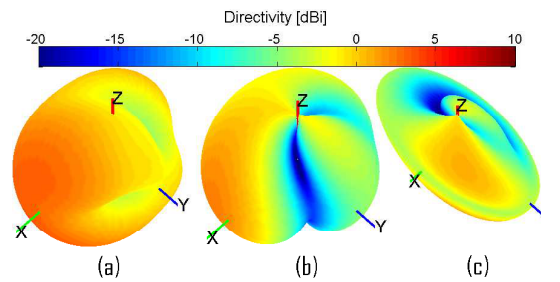 Directivity [dBi]
-20 -15 -10 -5 0 5 10
Z Z Z
X Y X Y X
(a) (b) (c)